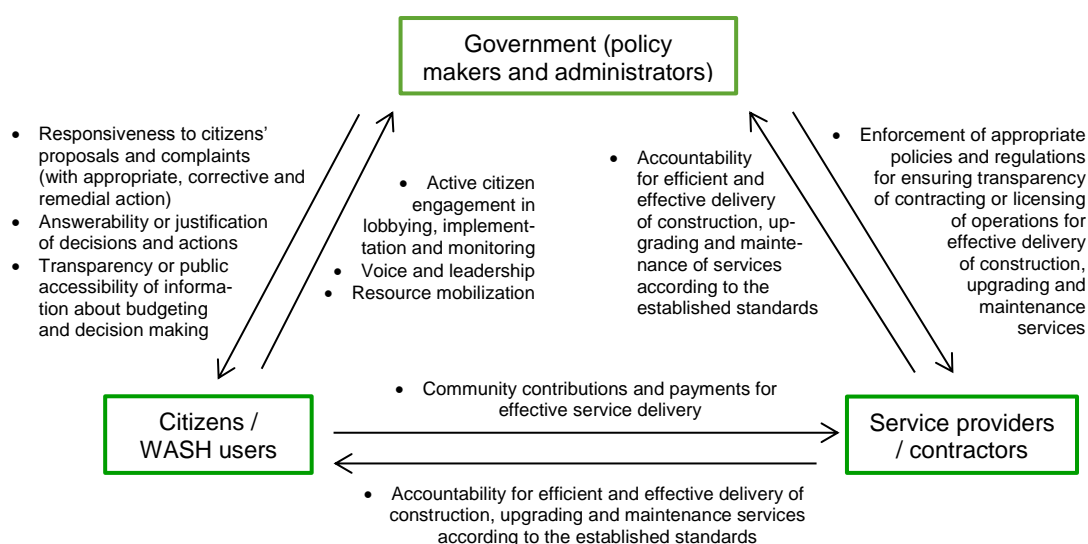 Government (policy
makers and administrators)
• Responsiveness to citizens’
proposals and complaints
(with appropriate, corrective and
remedial action)
• Answerability or justification
of decisions and actions
• Transparency or public
accessibility of informa-
tion about budgeting
and decision making
• Active citizen
engagement in
lobbying, implemen-
tation and monitoring
• Voice and leadership
• Resource mobilization
• Accountability
for efficient and
effective delivery
of construction, up-
grading and mainte-
nance of services
according to the
established standards
• Enforcement of appropriate
policies and regulations
for ensuring transparency
of contracting or licensing
of operations for
effective delivery
of construction,
upgrading and
maintenance
services
• Community contributions and payments for
effective service delivery
Citizens /
WASH users
Service providers
/ contractors
• Accountability for efficient and effective delivery of
construction, upgrading and maintenance services
according to the established standards